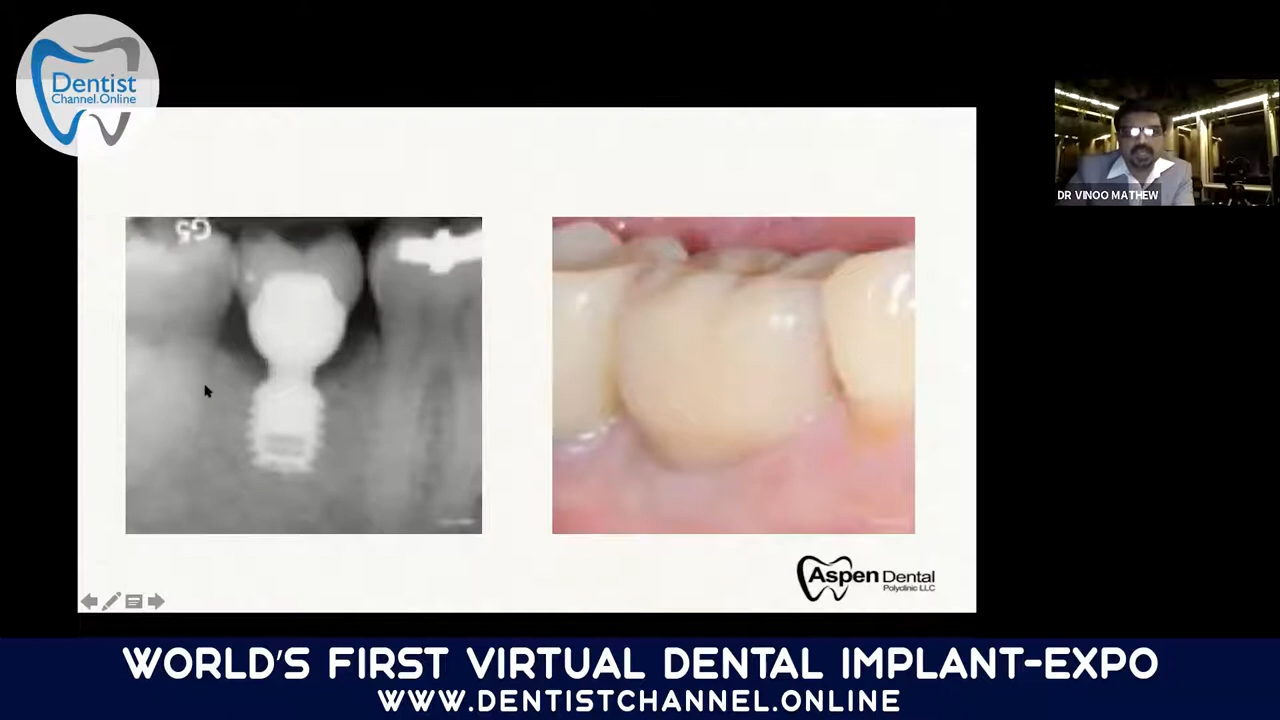 Dentist
Channel.Online
G5
DR VINOO MATHEW
Aspen Dental
Polyclinic LLC
WORLD'S FIRST VIRTUAL DENTAL IMPLANT-EXPO
WWW.DENTISTCHANNEL.ONLINE